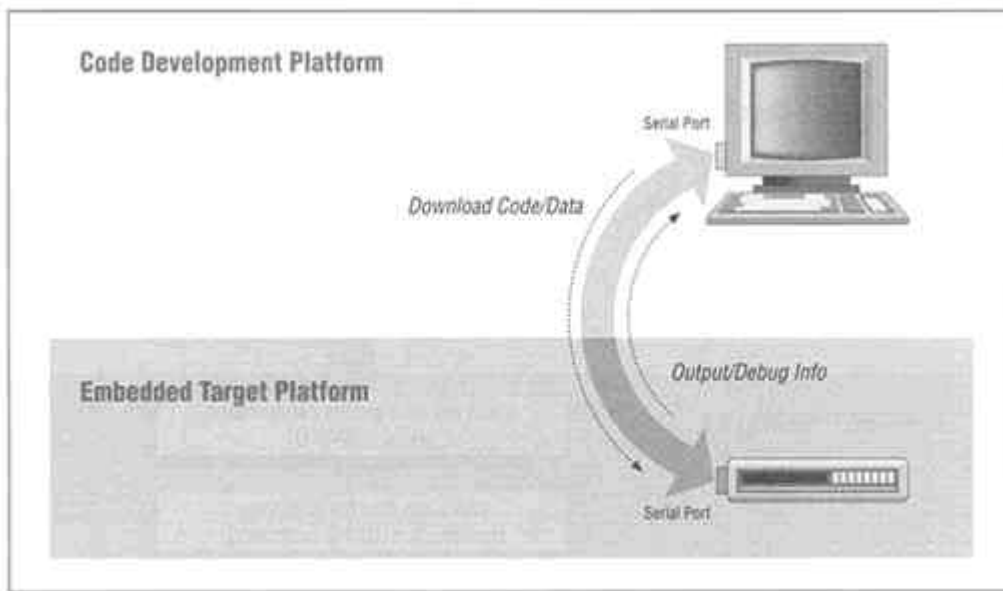 Code Development Platform
Serial Port
Download Code/Data
Output/Debug Info
Embedded Target Platform
Serial Port